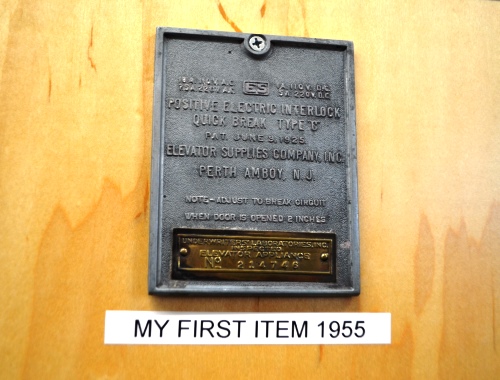 ES
POSITIVE ELECTRIC INTERLOCK
QUICK BREAK TYPE "C"
PAT. JUNE 9, 1925.
ELEVATOR SUPPLIES COMPANY, INC.
PERTH AMBOY, N.J.
NOTE - ADJUST TO BREAK CIRCUIT
WHEN DOOR IS OPENED 2 INCHES
UNDERWRITERS' LABORATORIES, INC.
INSPECTED
ELEVATOR APPLIANCE
No 214746
MY FIRST ITEM 1955